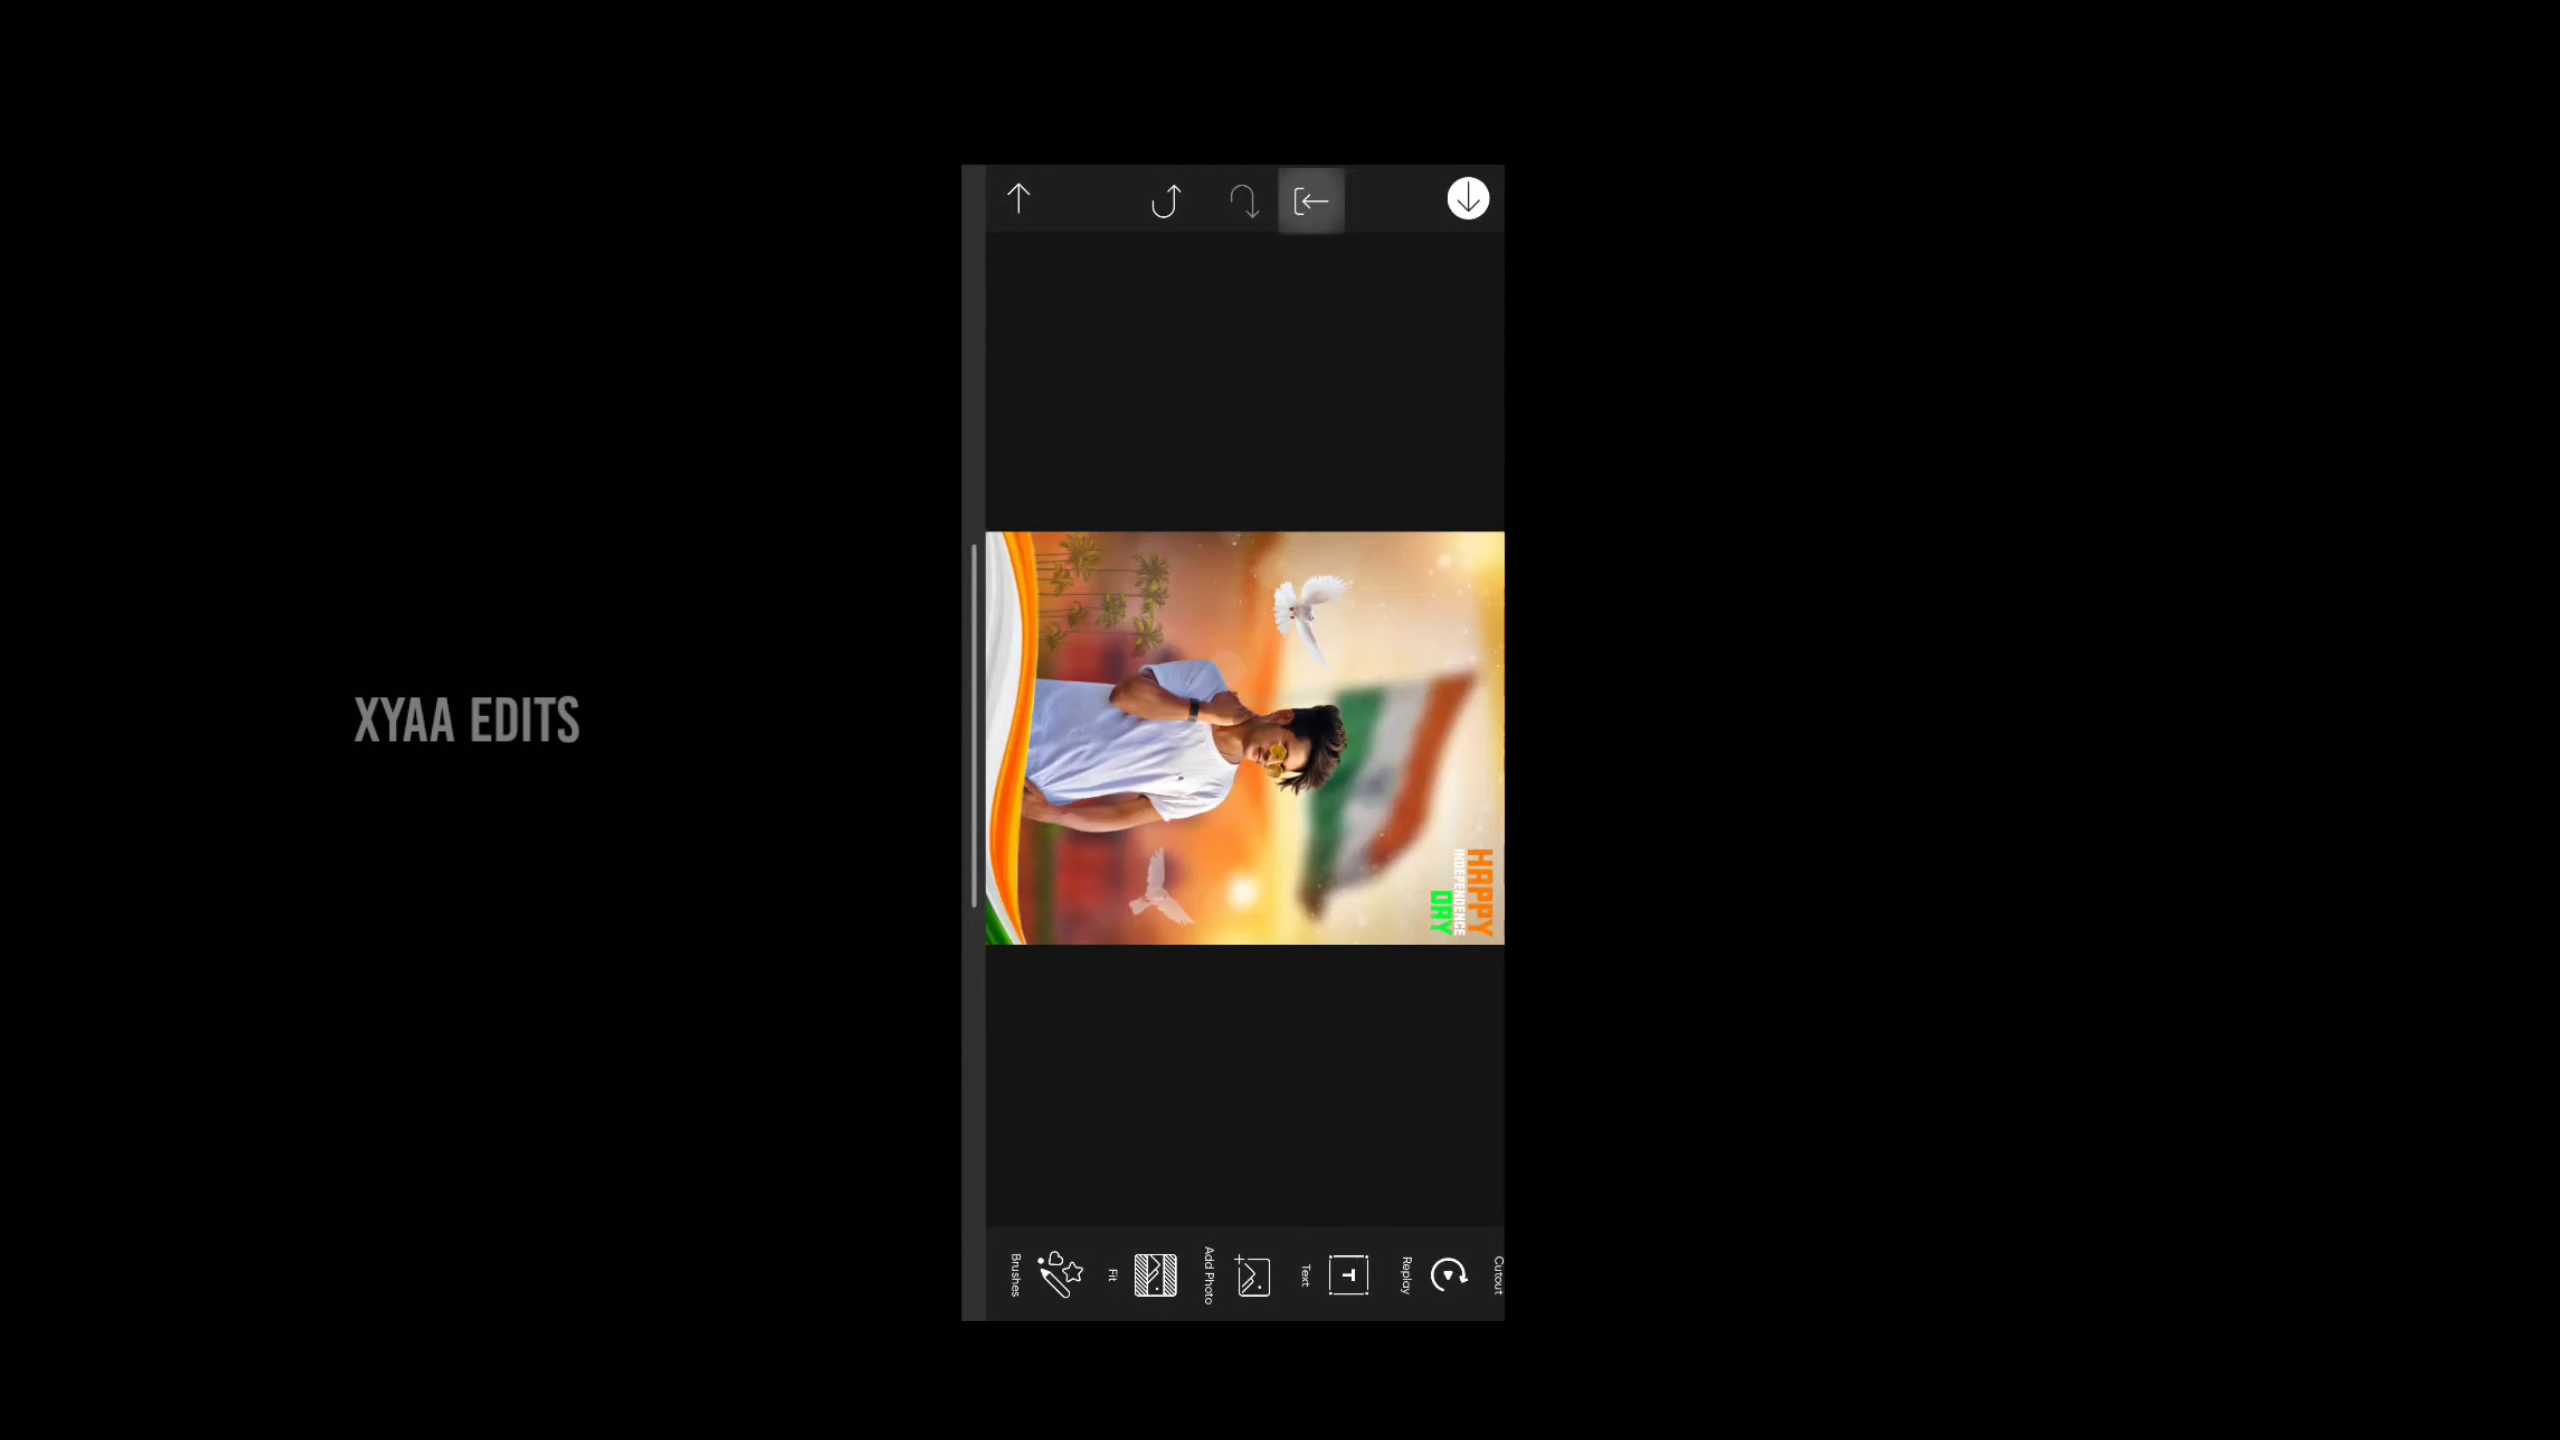 XYAA EDITS
HAPPY
INDEPENDENCE
DAY
Brushes
Fit
Add Photo
Text
T
Replay
Cutout